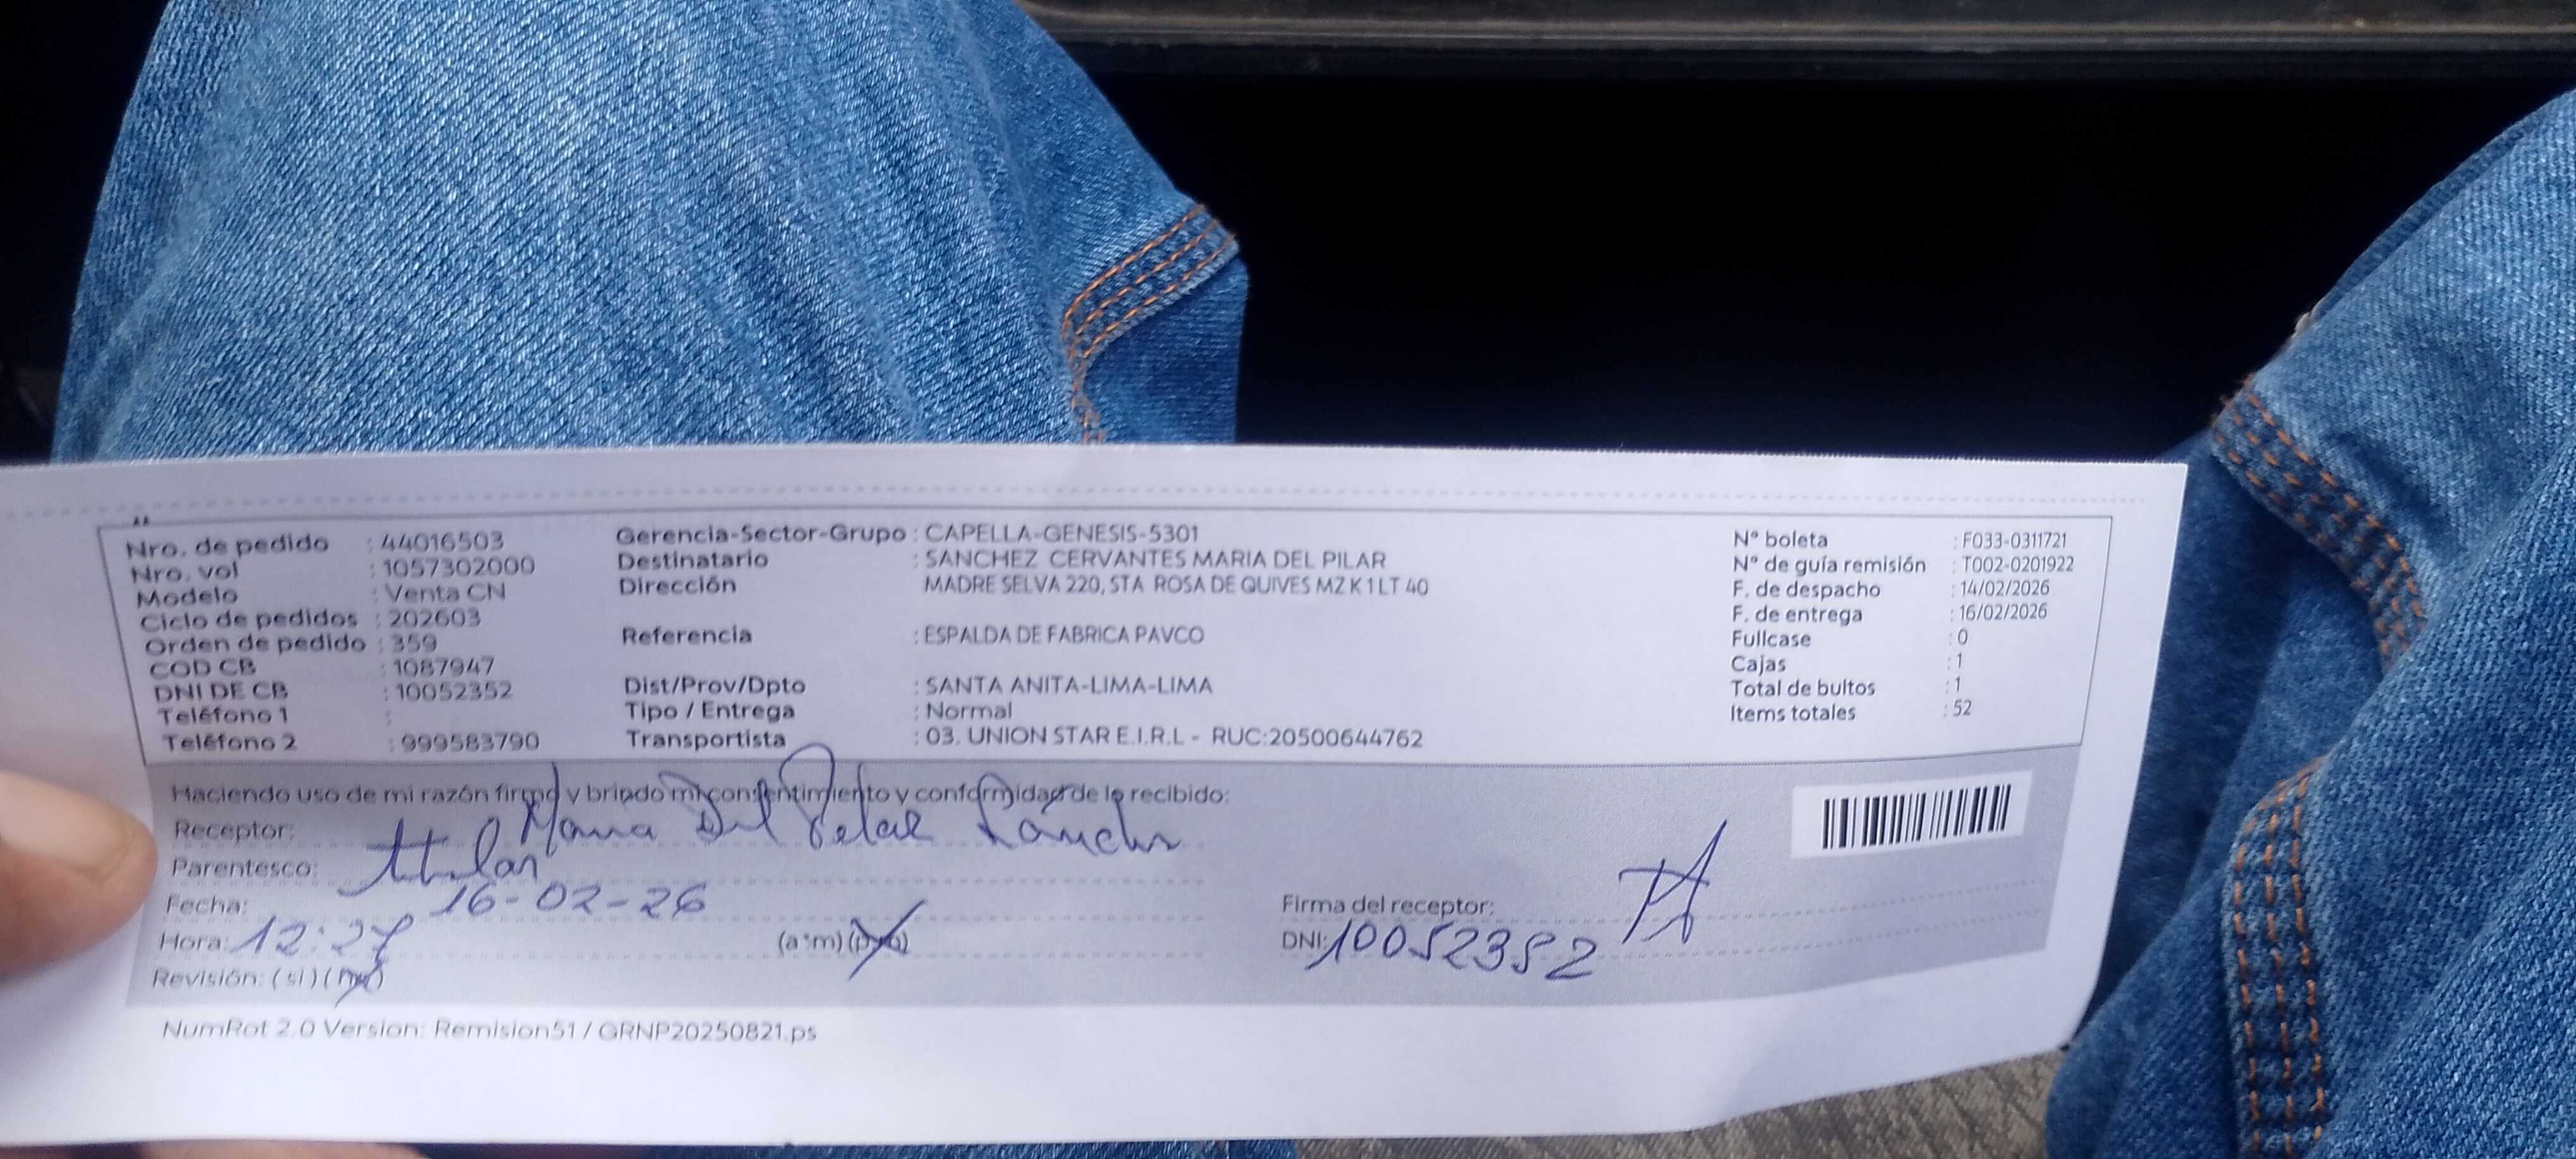 Nro. de pedido : 44016503
Nro. vol : 1057302000
Modelo : Venta CN
Ciclo de pedidos : 202603
Orden de pedido : 359
COD CB : 1087947
DNI DE CB : 10052352
Teléfono 1 :
Teléfono 2 : 999583790
Gerencia-Sector-Grupo : CAPELLA-GENESIS-5301
Destinatario : SANCHEZ CERVANTES MARIA DEL PILAR
Dirección MADRE SELVA 220, STA ROSA DE QUIVES MZ K 1 LT 40
Referencia : ESPALDA DE FABRICA PAVCO
Dist/Prov/Dpto : SANTA ANITA-LIMA-LIMA
Tipo / Entrega : Normal
Transportista : 03. UNION STAR E.I.R.L - RUC:20500644762
N° boleta : F033-0311721
N° de guía remisión : T002-0201922
F. de despacho : 14/02/2026
F. de entrega : 16/02/2026
Fullcase : 0
Cajas : 1
Total de bultos : 1
Items totales : 52
Haciendo uso de mi razón firmo y brindo mi consentimiento y conformidad de lo recibido:
Receptor: Maria Del Pilar
Parentesco: titular
Fecha: 16-02-26
Hora: 12:27 (a:m) (p:m)
Revisión: (si) (no)
Firma del receptor:
DNI: 10052352
NumRot 2.0 Version: Remision51 / GRNP20250821.ps